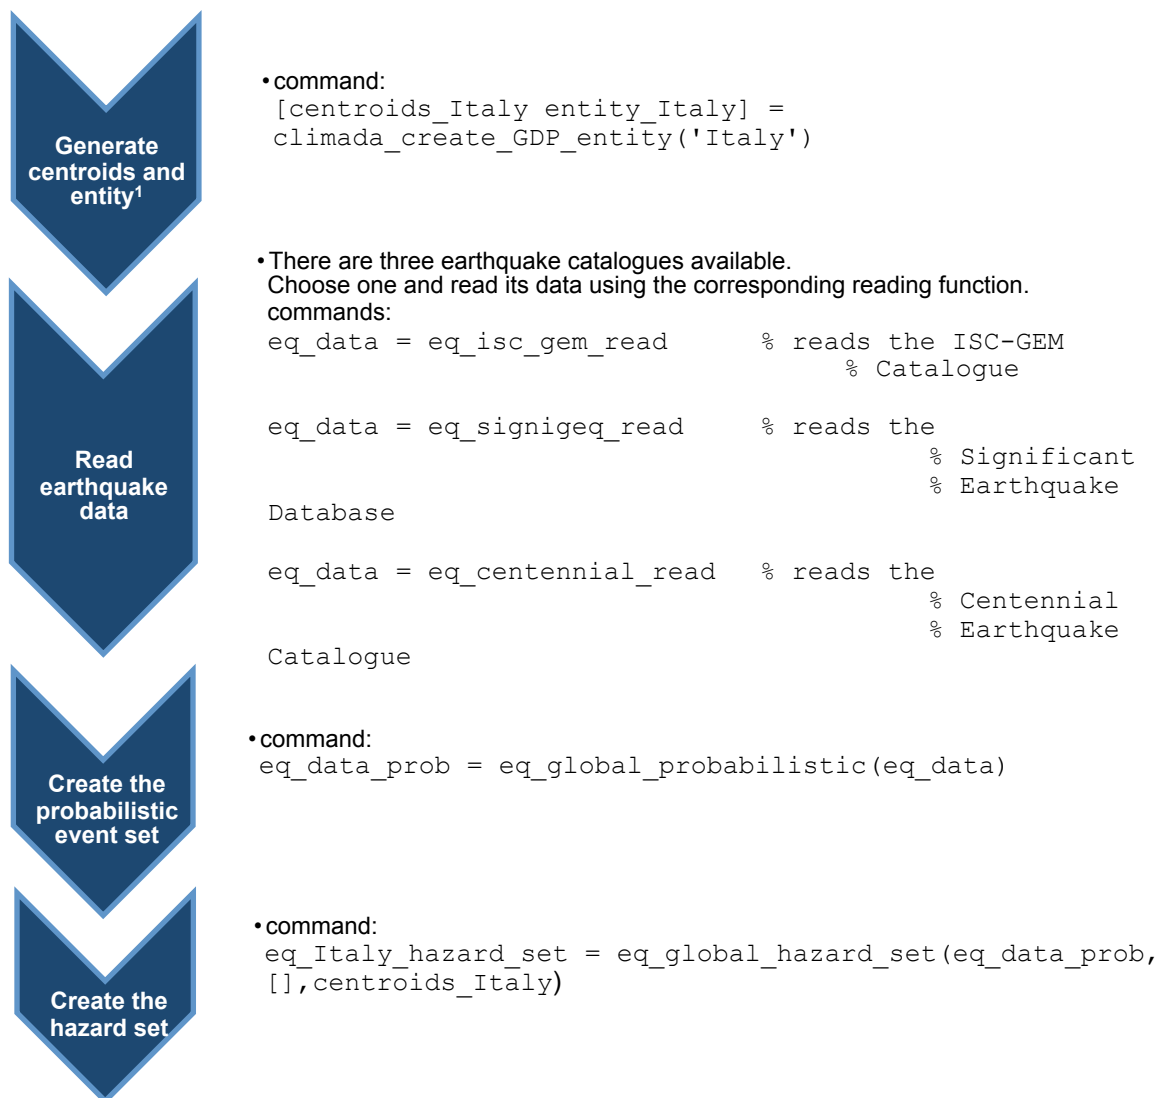 Generate
centroids and
entity1
• command:
[centroids_Italy entity_Italy] =
climada_create_GDP_entity('Italy')
Read
earthquake
data
• There are three earthquake catalogues available.
Choose one and read its data using the corresponding reading function.
commands:
eq_data = eq_isc_gem_read % reads the ISC-GEM
% Catalogue
eq_data = eq_signigeq_read % reads the
% Significant
% Earthquake
Database
eq_data = eq_centennial_read % reads the
% Centennial
% Earthquake
Catalogue
Create the
probabilistic
event set
• command:
eq_data_prob = eq_global_probabilistic(eq_data)
Create the
hazard set
• command:
eq_Italy_hazard_set = eq_global_hazard_set(eq_data_prob,
[],centroids_Italy)